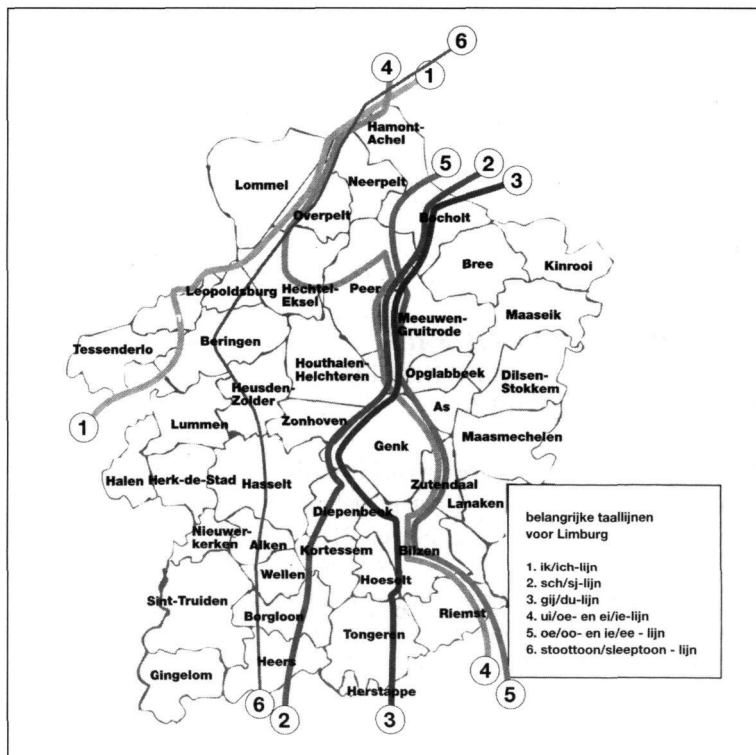 6
4
1
Hamont-
Achel
5
2
3
Lommel
Neerpelt
Overpelt
Bocholt
Bree
Kinrooi
Leopoldsburg
Hechtel-
Eksel
Peer
Meeuwen-
Gruitrode
Maaseik
Tessenderlo
Beringen
Houthalen-
Helchteren
Opglabbeek
Dilsen-
Stokkem
Heusden-
Zolder
As
1
Lummen
Zonhoven
Genk
Maasmechelen
Halen
Herk-de-Stad
Hasselt
Zutendaal
Lanaken
Diepenbeek
Nieuwer-
kerken
Alken
Kortessem
Bilzen
Wellen
Hoeselt
Sint-Truiden
Borgloon
Riemst
Tongeren
Gingelom
Heers
Herstappe
4
5
6
2
3
belangrijke taallijnen
voor Limburg
1. ik/ich-lijn
2. sch/sj-lijn
3. gij/du-lijn
4. ui/oe- en ei/ie-lijn
5. oe/oo- en ie/ee - lijn
6. stoottoon/sleeptoon - lijn